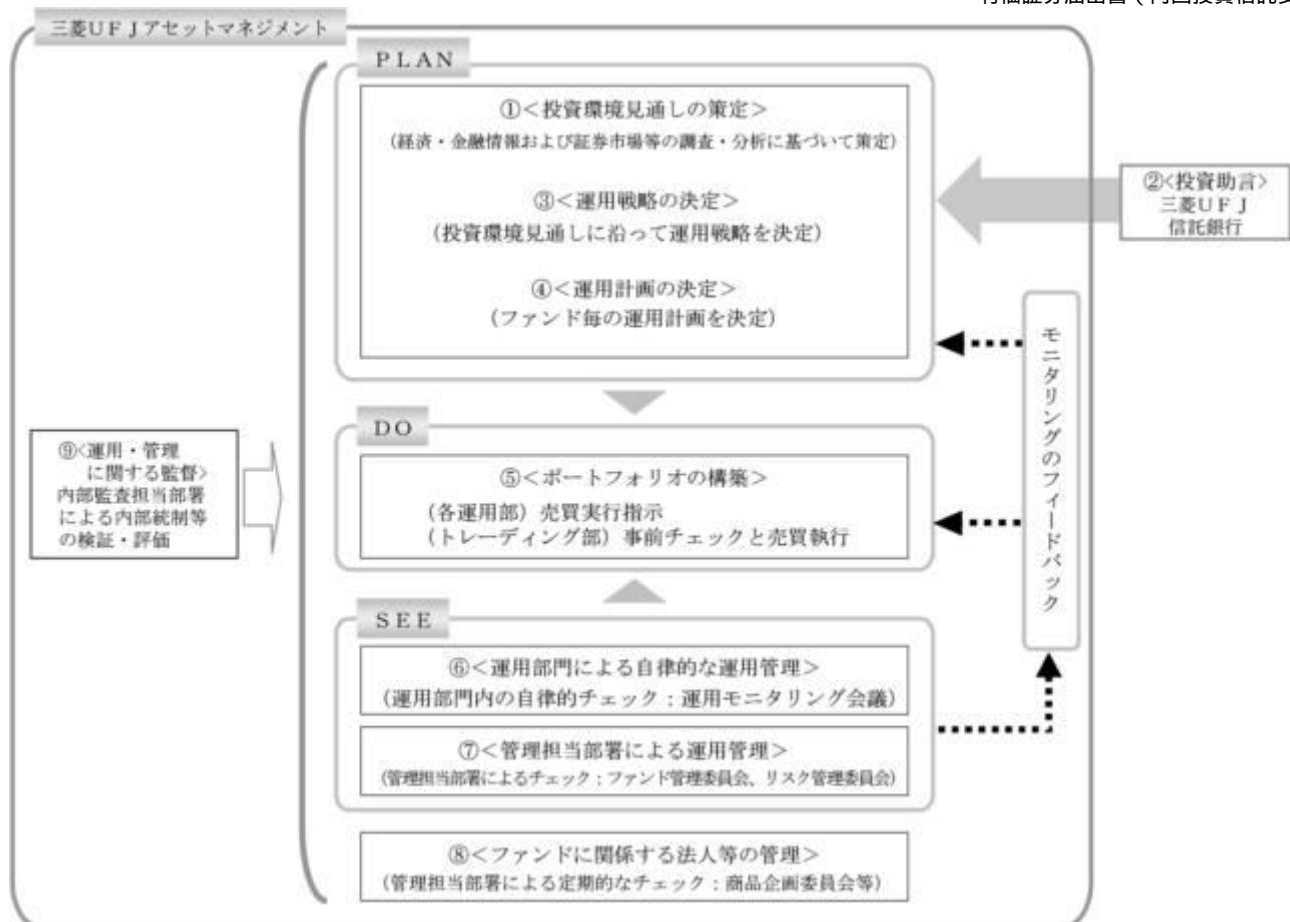 三菱UFJアセットマネジメント
PLAN
①<投資環境見通しの策定>
(経済・金融情報および証券市場等の調査・分析に基づいて策定)
③<運用戦略の決定>
(投資環境見通しに沿って運用戦略を決定)
④<運用計画の決定>
(ファンド毎の運用計画を決定)
②<投資助言>
三菱UFJ
信託銀行
モニタリングのフィードバック
DO
⑤<ポートフォリオの構築>
(各運用部)売買実行指示
(トレーディング部)事前チェックと売買執行
⑨<運用・管理
に関する監督>
内部監査担当部署
による内部統制等
の検証・評価
SEE
⑥<運用部門による自律的な運用管理>
(運用部門内の自律的チェック:運用モニタリング会議)
⑦<管理担当部署による運用管理>
(管理担当部署によるチェック:ファンド管理委員会、リスク管理委員会)
⑧<ファンドに関係する法人等の管理>
(管理担当部署による定期的なチェック:商品企画委員会等)